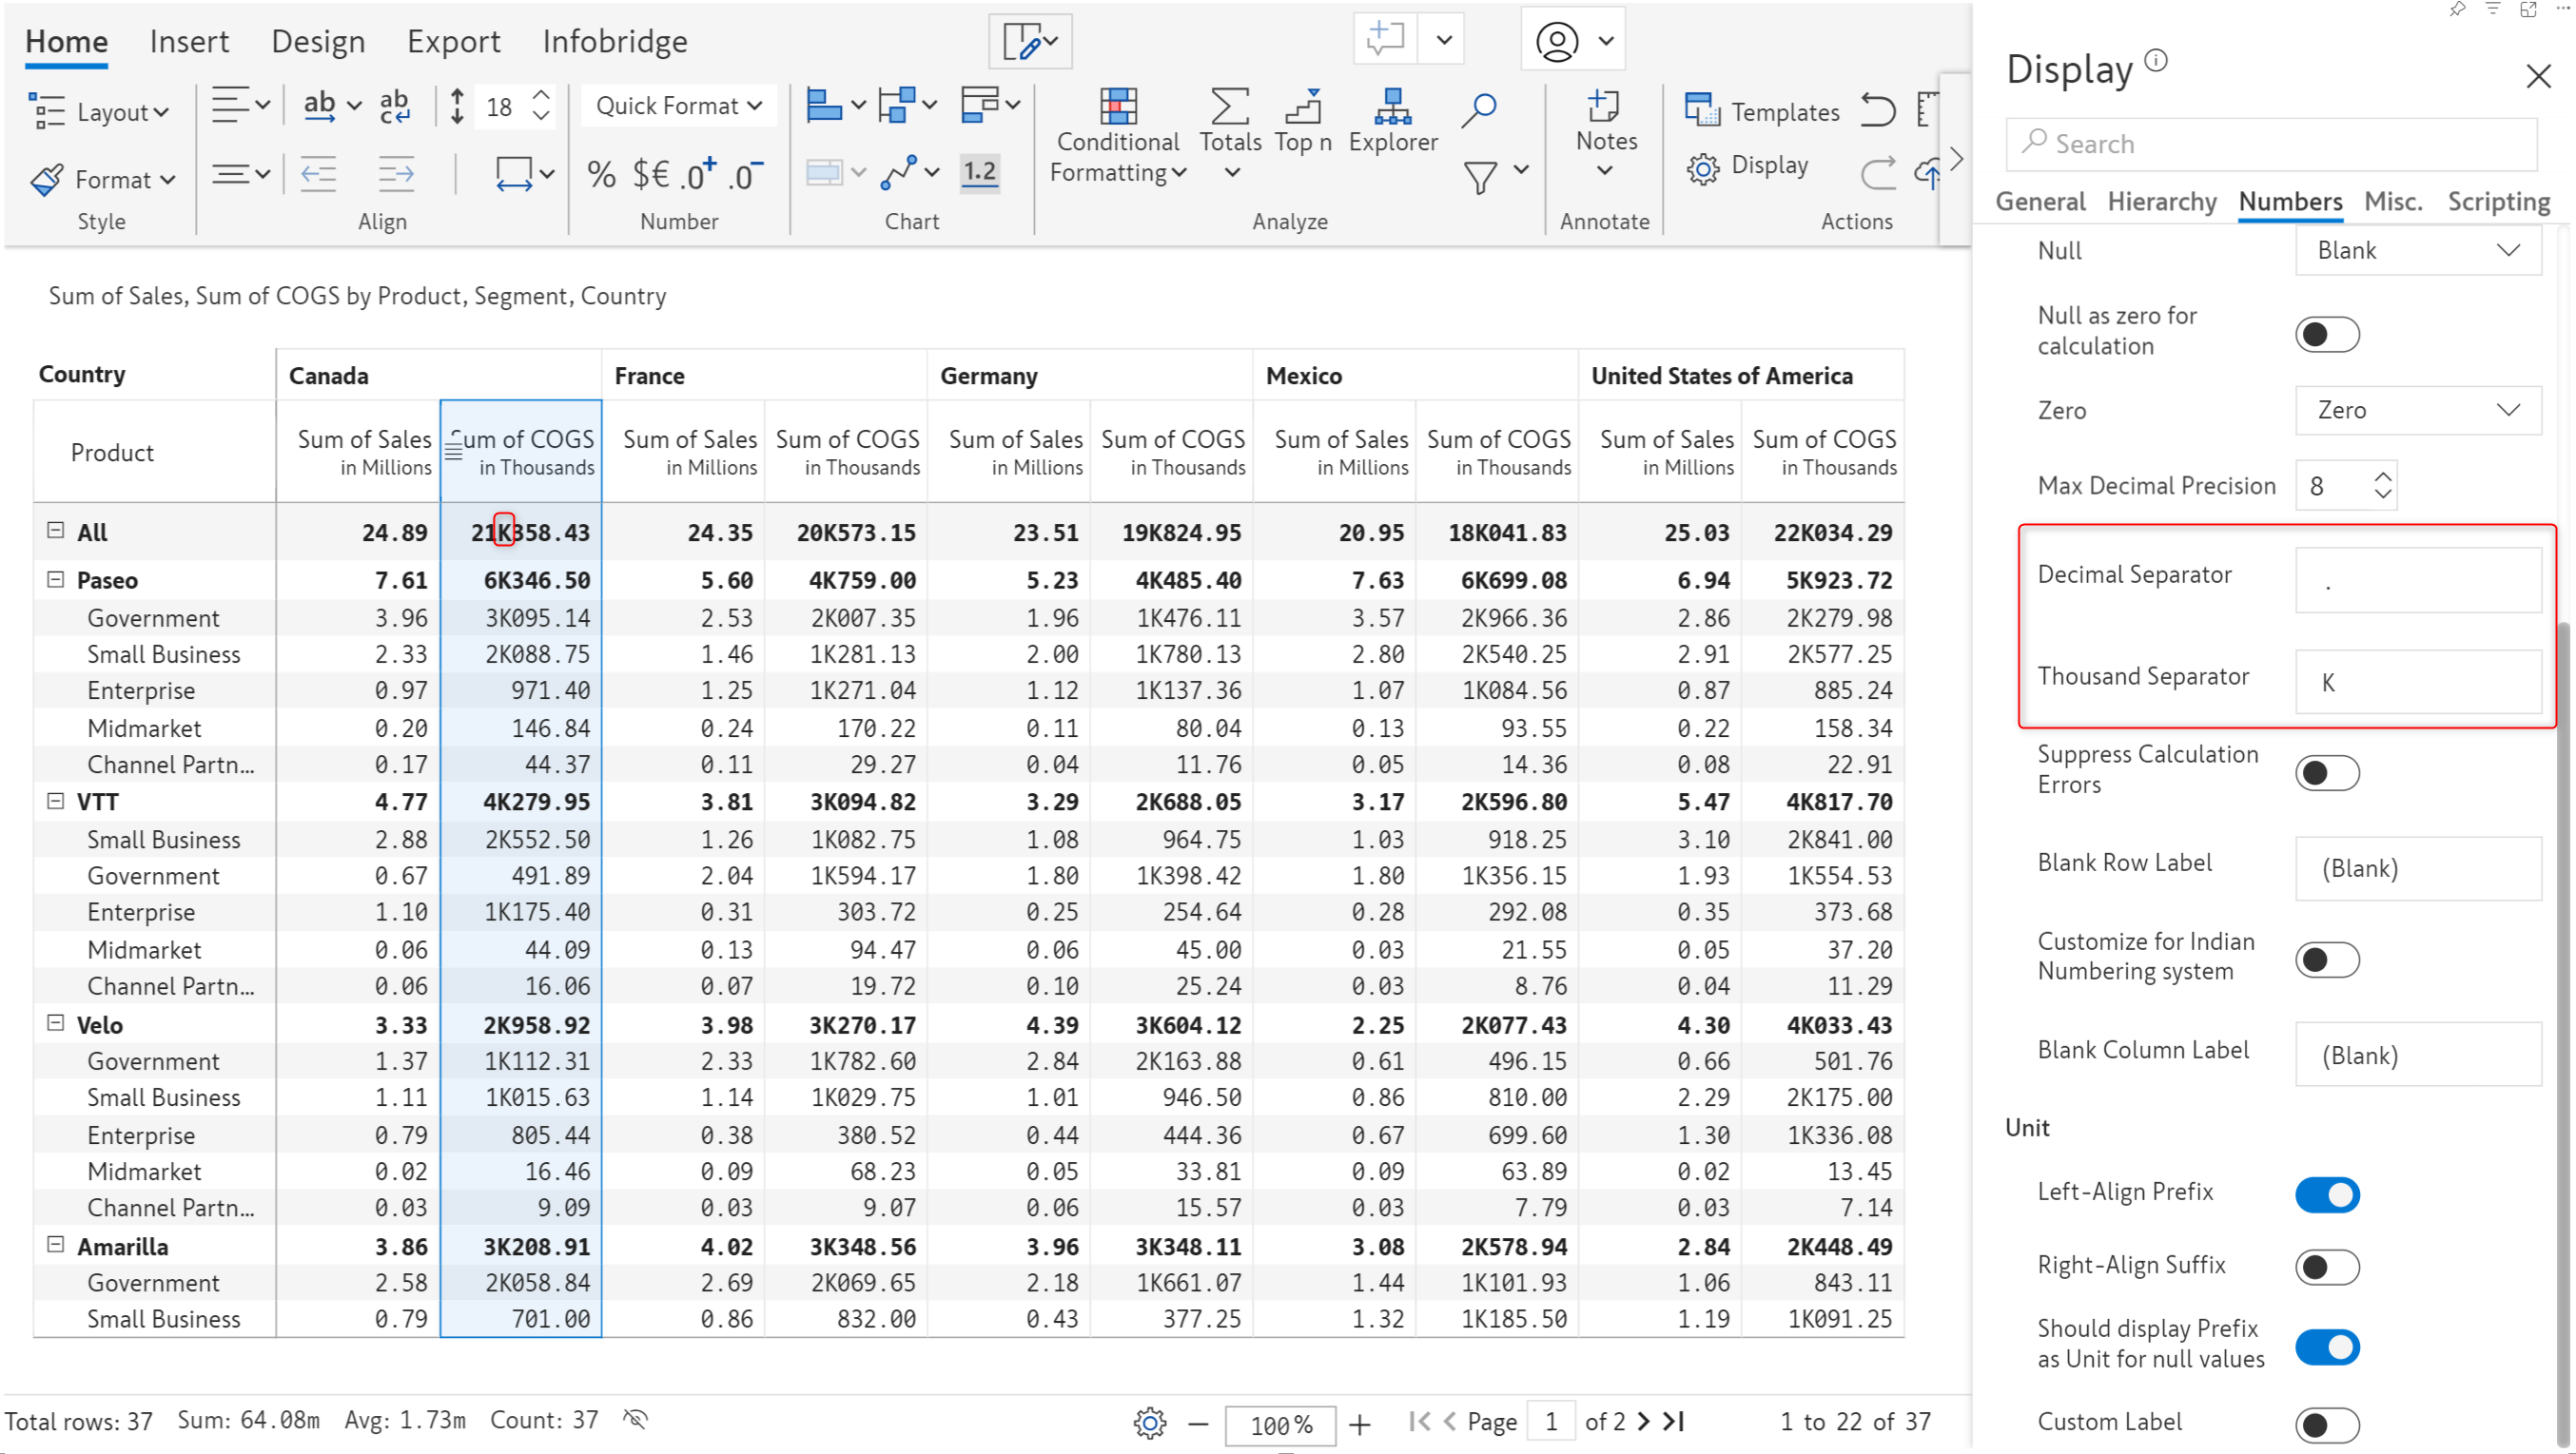 Home Insert Design Export Infobridge
Layout ab ab c 18 Quick Format Templates
Conditional Formatting Totals Top n Explorer Notes
Format % $€ .0+ .0- 1.2 Display
Style Align Number Chart Analyze Annotate Actions
Sum of Sales, Sum of COGS by Product, Segment, Country
Country Canada France Germany Mexico United States of America
Product Sum of Sales in Millions Sum of COGS in Thousands Sum of Sales in Millions Sum of COGS in Thousands Sum of Sales in Millions Sum of COGS in Thousands Sum of Sales in Millions Sum of COGS in Thousands Sum of Sales in Millions Sum of COGS in Thousands
All 24.89 21K358.43 24.35 20K573.15 23.51 19K824.95 20.95 18K041.83 25.03 22K034.29
Paseo 7.61 6K346.50 5.60 4K759.00 5.23 4K485.40 7.63 6K699.08 6.94 5K923.72
Government 3.96 3K095.14 2.53 2K007.35 1.96 1K476.11 3.57 2K966.36 2.86 2K279.98
Small Business 2.33 2K088.75 1.46 1K281.13 2.00 1K780.13 2.80 2K540.25 2.91 2K577.25
Enterprise 0.97 971.40 1.25 1K271.04 1.12 1K137.36 1.07 1K084.56 0.87 885.24
Midmarket 0.20 146.84 0.24 170.22 0.11 80.04 0.13 93.55 0.22 158.34
Channel Partn... 0.17 44.37 0.11 29.27 0.04 11.76 0.05 14.36 0.08 22.91
VTT 4.77 4K279.95 3.81 3K094.82 3.29 2K688.05 3.17 2K596.80 5.47 4K817.70
Small Business 2.88 2K552.50 1.26 1K082.75 1.08 964.75 1.03 918.25 3.10 2K841.00
Government 0.67 491.89 2.04 1K594.17 1.80 1K398.42 1.80 1K356.15 1.93 1K554.53
Enterprise 1.10 1K175.40 0.31 303.72 0.25 254.64 0.28 292.08 0.35 373.68
Midmarket 0.06 44.09 0.13 94.47 0.06 45.00 0.03 21.55 0.05 37.20
Channel Partn... 0.06 16.06 0.07 19.72 0.10 25.24 0.03 8.76 0.04 11.29
Velo 3.33 2K958.92 3.98 3K270.17 4.39 3K604.12 2.25 2K077.43 4.30 4K033.43
Government 1.37 1K112.31 2.33 1K782.60 2.84 2K163.88 0.61 496.15 0.66 501.76
Small Business 1.11 1K015.63 1.14 1K029.75 1.01 946.50 0.86 810.00 2.29 2K175.00
Enterprise 0.79 805.44 0.38 380.52 0.44 444.36 0.67 699.60 1.30 1K336.08
Midmarket 0.02 16.46 0.09 68.23 0.05 33.81 0.09 63.89 0.02 13.45
Channel Partn... 0.03 9.09 0.03 9.07 0.06 15.57 0.03 7.79 0.03 7.14
Amarilla 3.86 3K208.91 4.02 3K348.56 3.96 3K348.11 3.08 2K578.94 2.84 2K448.49
Government 2.58 2K058.84 2.69 2K069.65 2.18 1K661.07 1.44 1K101.93 1.06 843.11
Small Business 0.79 701.00 0.86 832.00 0.43 377.25 1.32 1K185.50 1.19 1K091.25
Total rows: 37 Sum: 64.08m Avg: 1.73m Count: 37 100% Page 1 of 2 1 to 22 of 37
Display
Search
General Hierarchy Numbers Misc. Scripting
Null Blank
Null as zero for
calculation
Zero Zero
Max Decimal Precision 8
Decimal Separator .
Thousand Separator K
Suppress Calculation
Errors
Blank Row Label (Blank)
Customize for Indian
Numbering system
Blank Column Label (Blank)
Unit
Left-Align Prefix
Right-Align Suffix
Should display Prefix
as Unit for null values
Custom Label